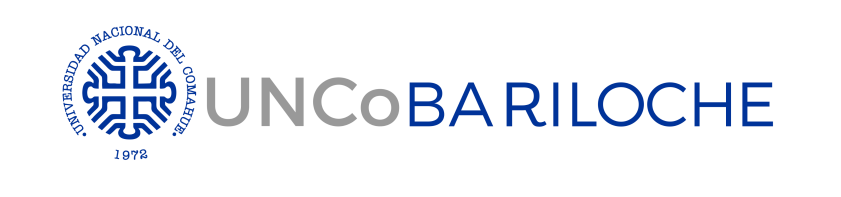 ·UNIVERSIDAD NACIONAL DEL COMAHUE·
1972
UNCoBARILOCHE